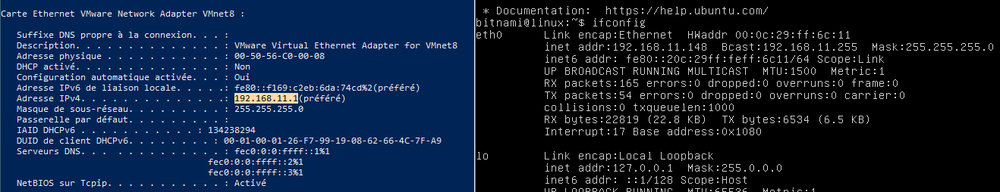 Carte Ethernet VMware Network Adapter VMnet8 :
Suffixe DNS propre à la connexion. . . :
Description. . . . . . . . . . . . . . : VMware Virtual Ethernet Adapter for VMnet8
Adresse physique . . . . . . . . . . . : 00-50-56-C0-00-08
DHCP activé. . . . . . . . . . . . . . : Non
Configuration automatique activée. . . : Oui
Adresse IPv6 de liaison locale. . . . .: fe80::f169:c2eb:6da:74cd%2(préféré)
Adresse IPv4. . . . . . . . . . . . . .: 192.168.11.1(préféré)
Masque de sous-réseau. . . . . . . . . : 255.255.255.0
Passerelle par défaut. . . . . . . . . :
IAID DHCPv6 . . . . . . . . . . . : 134238294
DUID de client DHCPv6. . . . . . . . : 00-01-00-01-26-F7-99-19-08-62-66-4C-7F-A9
Serveurs DNS. . . . . . . . . . . . . : fec0:0:0:ffff::1%1
fec0:0:0:ffff::2%1
fec0:0:0:ffff::3%1
NetBIOS sur Tcpip. . . . . . . . . . . : Activé
* Documentation: https://help.ubuntu.com/
bitnami@linux:~$ ifconfig
eth0 Link encap:Ethernet HWaddr 00:0c:29:ff:6c:11
inet addr:192.168.11.148 Bcast:192.168.11.255 Mask:255.255.255.0
inet6 addr: fe80::20c:29ff:feff:6c11/64 Scope:Link
UP BROADCAST RUNNING MULTICAST MTU:1500 Metric:1
RX packets:165 errors:0 dropped:0 overruns:0 frame:0
TX packets:54 errors:0 dropped:0 overruns:0 carrier:0
collisions:0 txqueuelen:1000
RX bytes:22819 (22.8 KB) TX bytes:6534 (6.5 KB)
Interrupt:17 Base address:0x1080
lo Link encap:Local Loopback
inet addr:127.0.0.1 Mask:255.0.0.0
inet6 addr: ::1/128 Scope:Host
UP LOOPBACK RUNNING MTU:65536 Metric:1